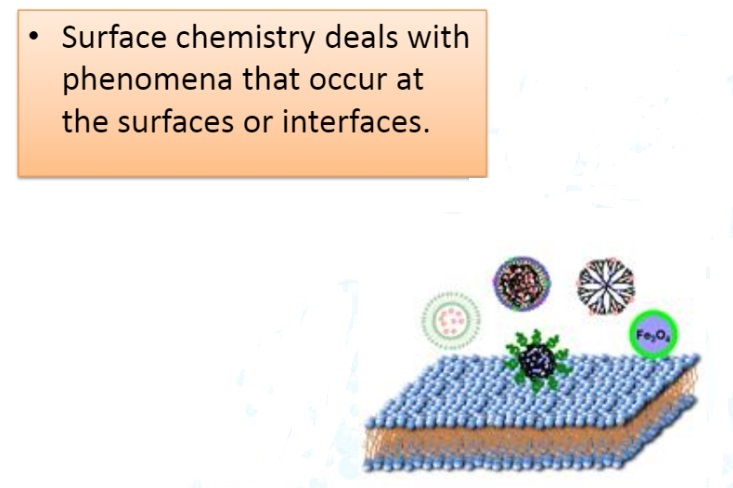 • Surface chemistry deals with
phenomena that occur at
the surfaces or interfaces.
Fe₃O₄